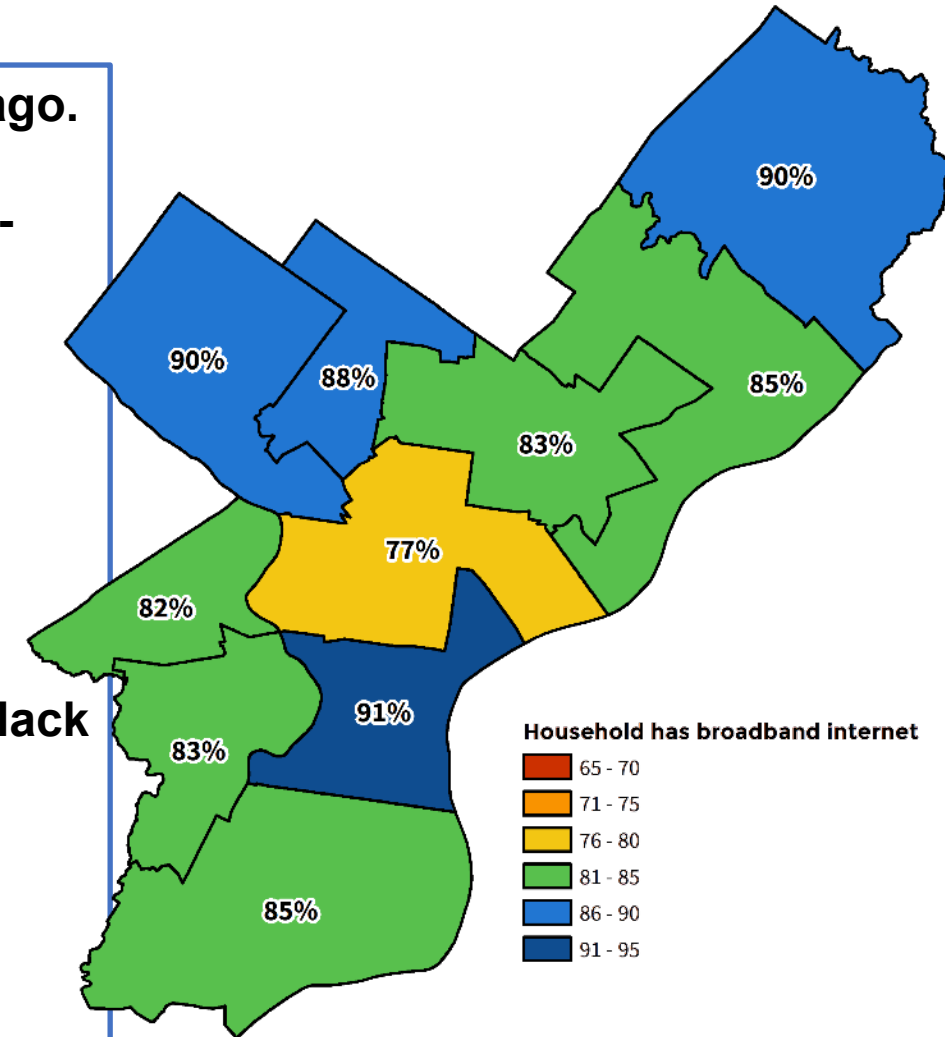 ago.
-
lack
90%
90%
88%
85%
83%
77%
82%
91%
83%
85%
Household has broadband internet
65 - 70
71 - 75
76 - 80
81 - 85
86 - 90
91 - 95